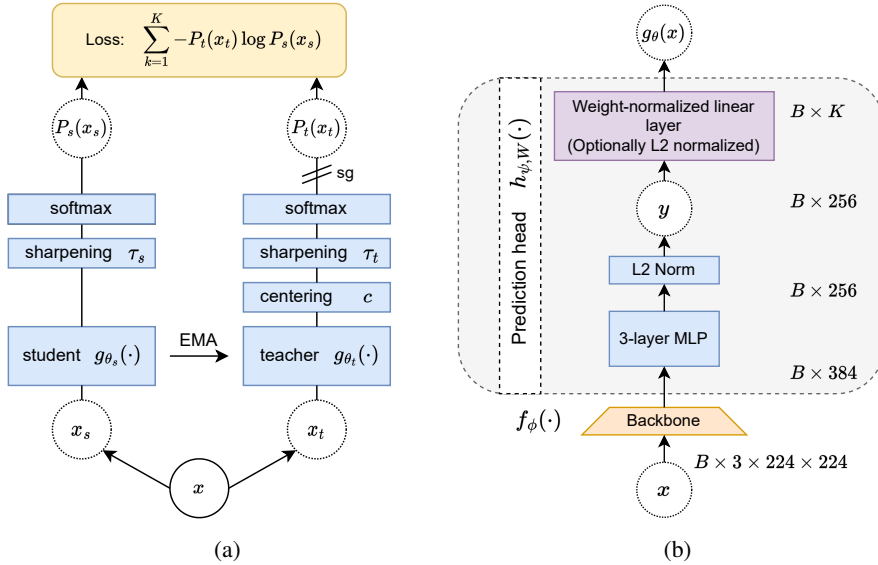 Loss: \sum_{k=1}^{K} -P_t(x_t) \log P_s(x_s)
P_s(x_s)
P_t(x_t)
sg
softmax
softmax
sharpening τ_s
sharpening τ_t
centering c
student g_{θ_s}(·)
EMA
teacher g_{θ_t}(·)
x_s
x_t
x
(a)
g_θ(x)
Prediction head h_{ψ,W}(·)
Weight-normalized linear
layer
(Optionally L2 normalized)
B × K
y
B × 256
L2 Norm
B × 256
3-layer MLP
B × 384
f_ϕ(·)
Backbone
B × 3 × 224 × 224
x
(b)